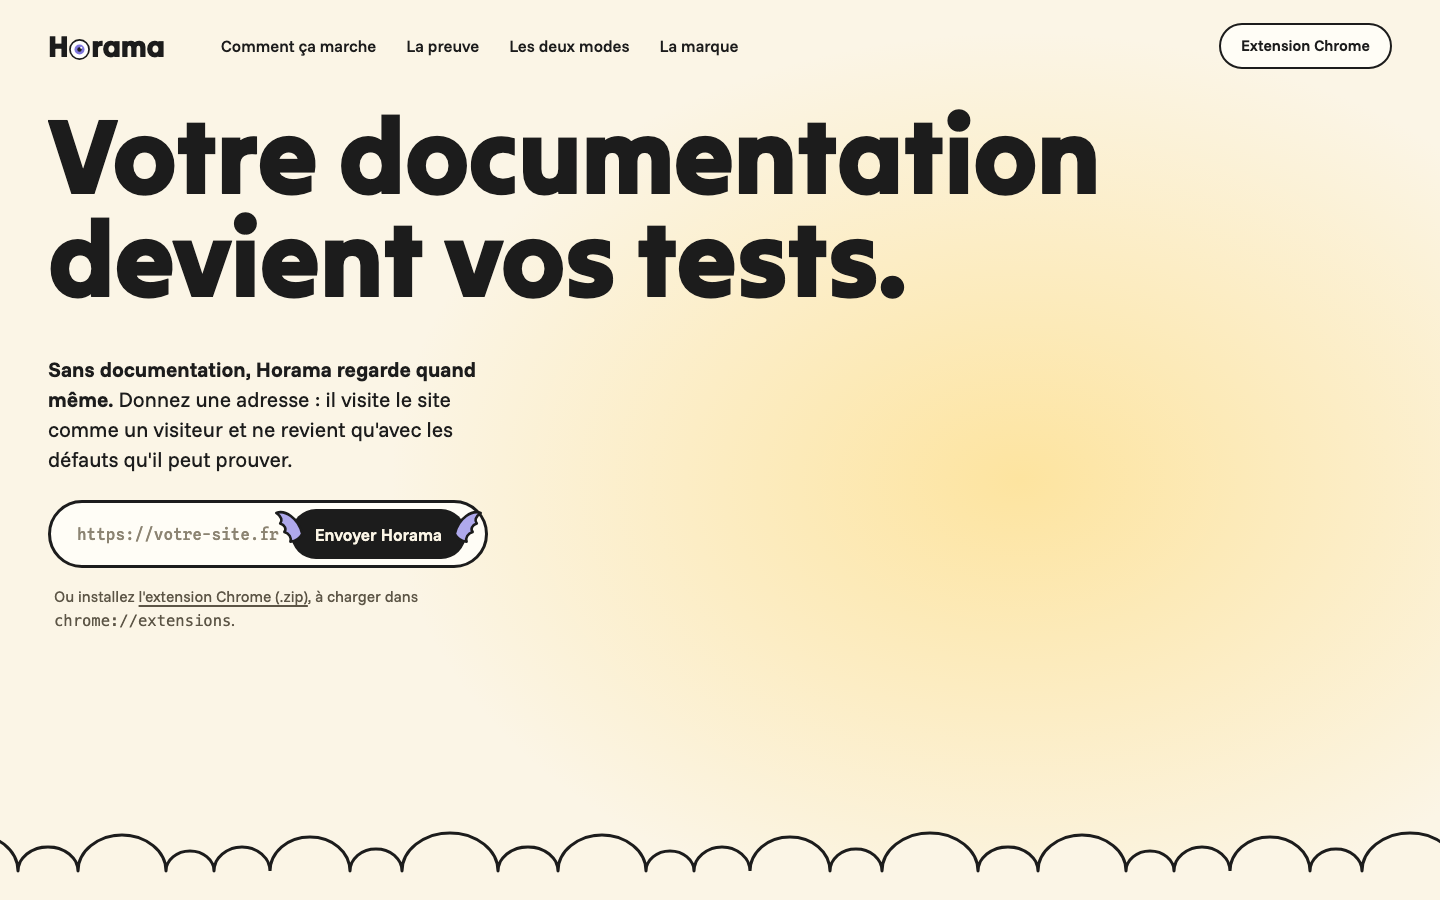 Horama
Comment ça marche
La preuve
Les deux modes
La marque
Extension Chrome
Votre documentation
devient vos tests.
Sans documentation, Horama regarde quand
même. Donnez une adresse : il visite le site
comme un visiteur et ne revient qu'avec les
défauts qu'il peut prouver.
https://votre-site.fr
Envoyer Horama
Ou installez l'extension Chrome (.zip), à charger dans
chrome://extensions.